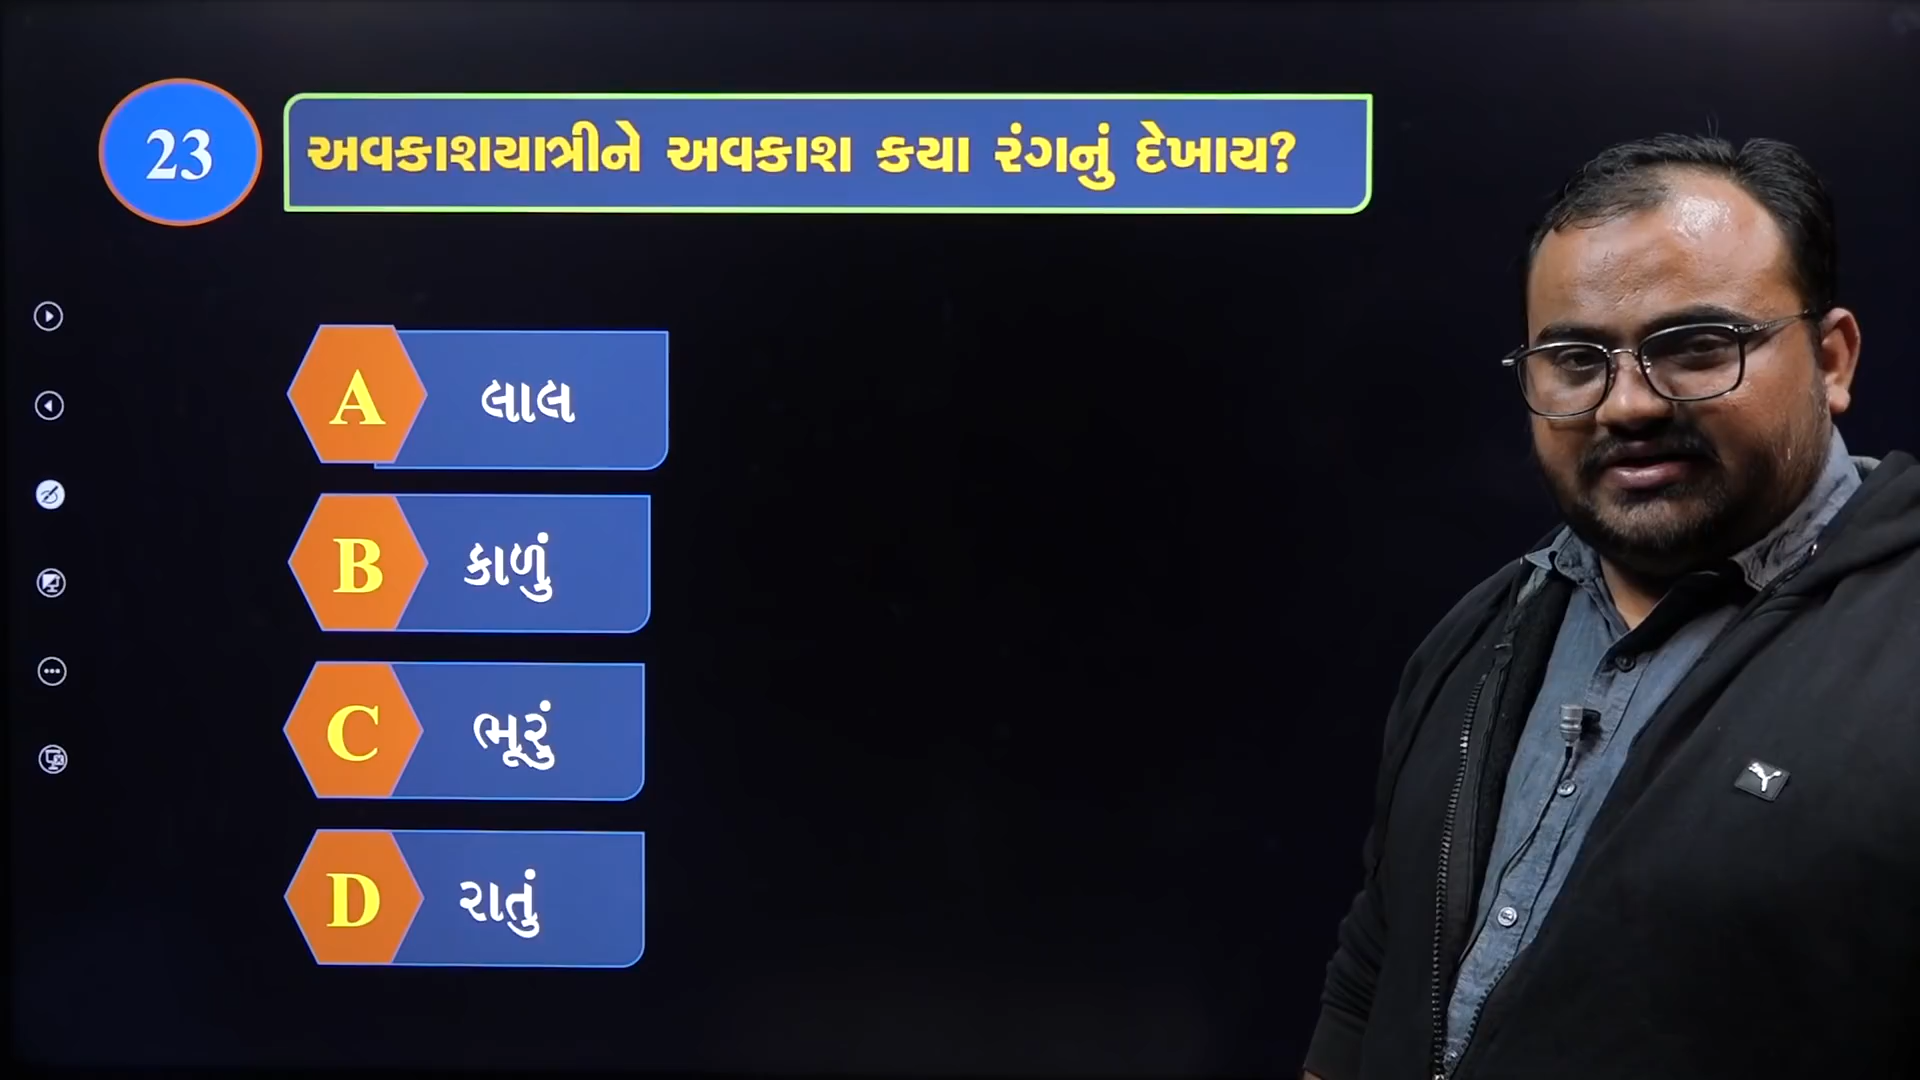 23
અવકાશયાત્રીને અવકાશ કયા રંગનું દેખાય?
A
લાલ
B
કાળું
C
ભૂરું
D
રાતું